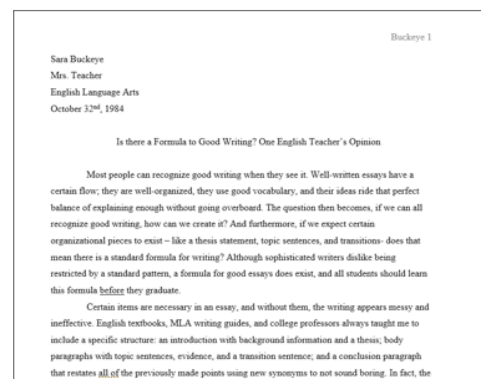 Buckeye 1
Sara Buckeye
Mrs. Teacher
English Language Arts
October 32nd, 1984
Is there a Formula to Good Writing? One English Teacher's Opinion
Most people can recognize good writing when they see it. Well-written essays have a
certain flow; they are well-organized, they use good vocabulary, and their ideas ride that perfect
balance of explaining enough without going overboard. The question then becomes, if we can all
recognize good writing, how can we create it? And furthermore, if we expect certain
organizational pieces to exist – like a thesis statement, topic sentences, and transitions- does that
mean there is a standard formula for writing? Although sophisticated writers dislike being
restricted by a standard pattern, a formula for good essays does exist, and all students should learn
this formula before they graduate.
Certain items are necessary in an essay, and without them, the writing appears messy and
ineffective. English textbooks, MLA writing guides, and college professors always taught me to
include a specific structure: an introduction with background information and a thesis; body
paragraphs with topic sentences, evidence, and a transition sentence; and a conclusion paragraph
that restates all of the previously made points using new synonyms to not sound boring. In fact, the